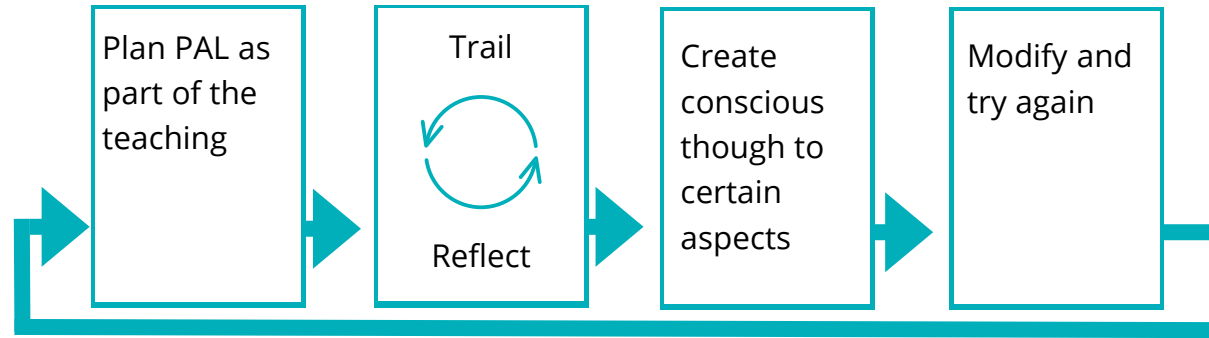 Plan PAL as
part of the
teaching
Trail
Reflect
Create
conscious
though to
certain
aspects
Modify and
try again